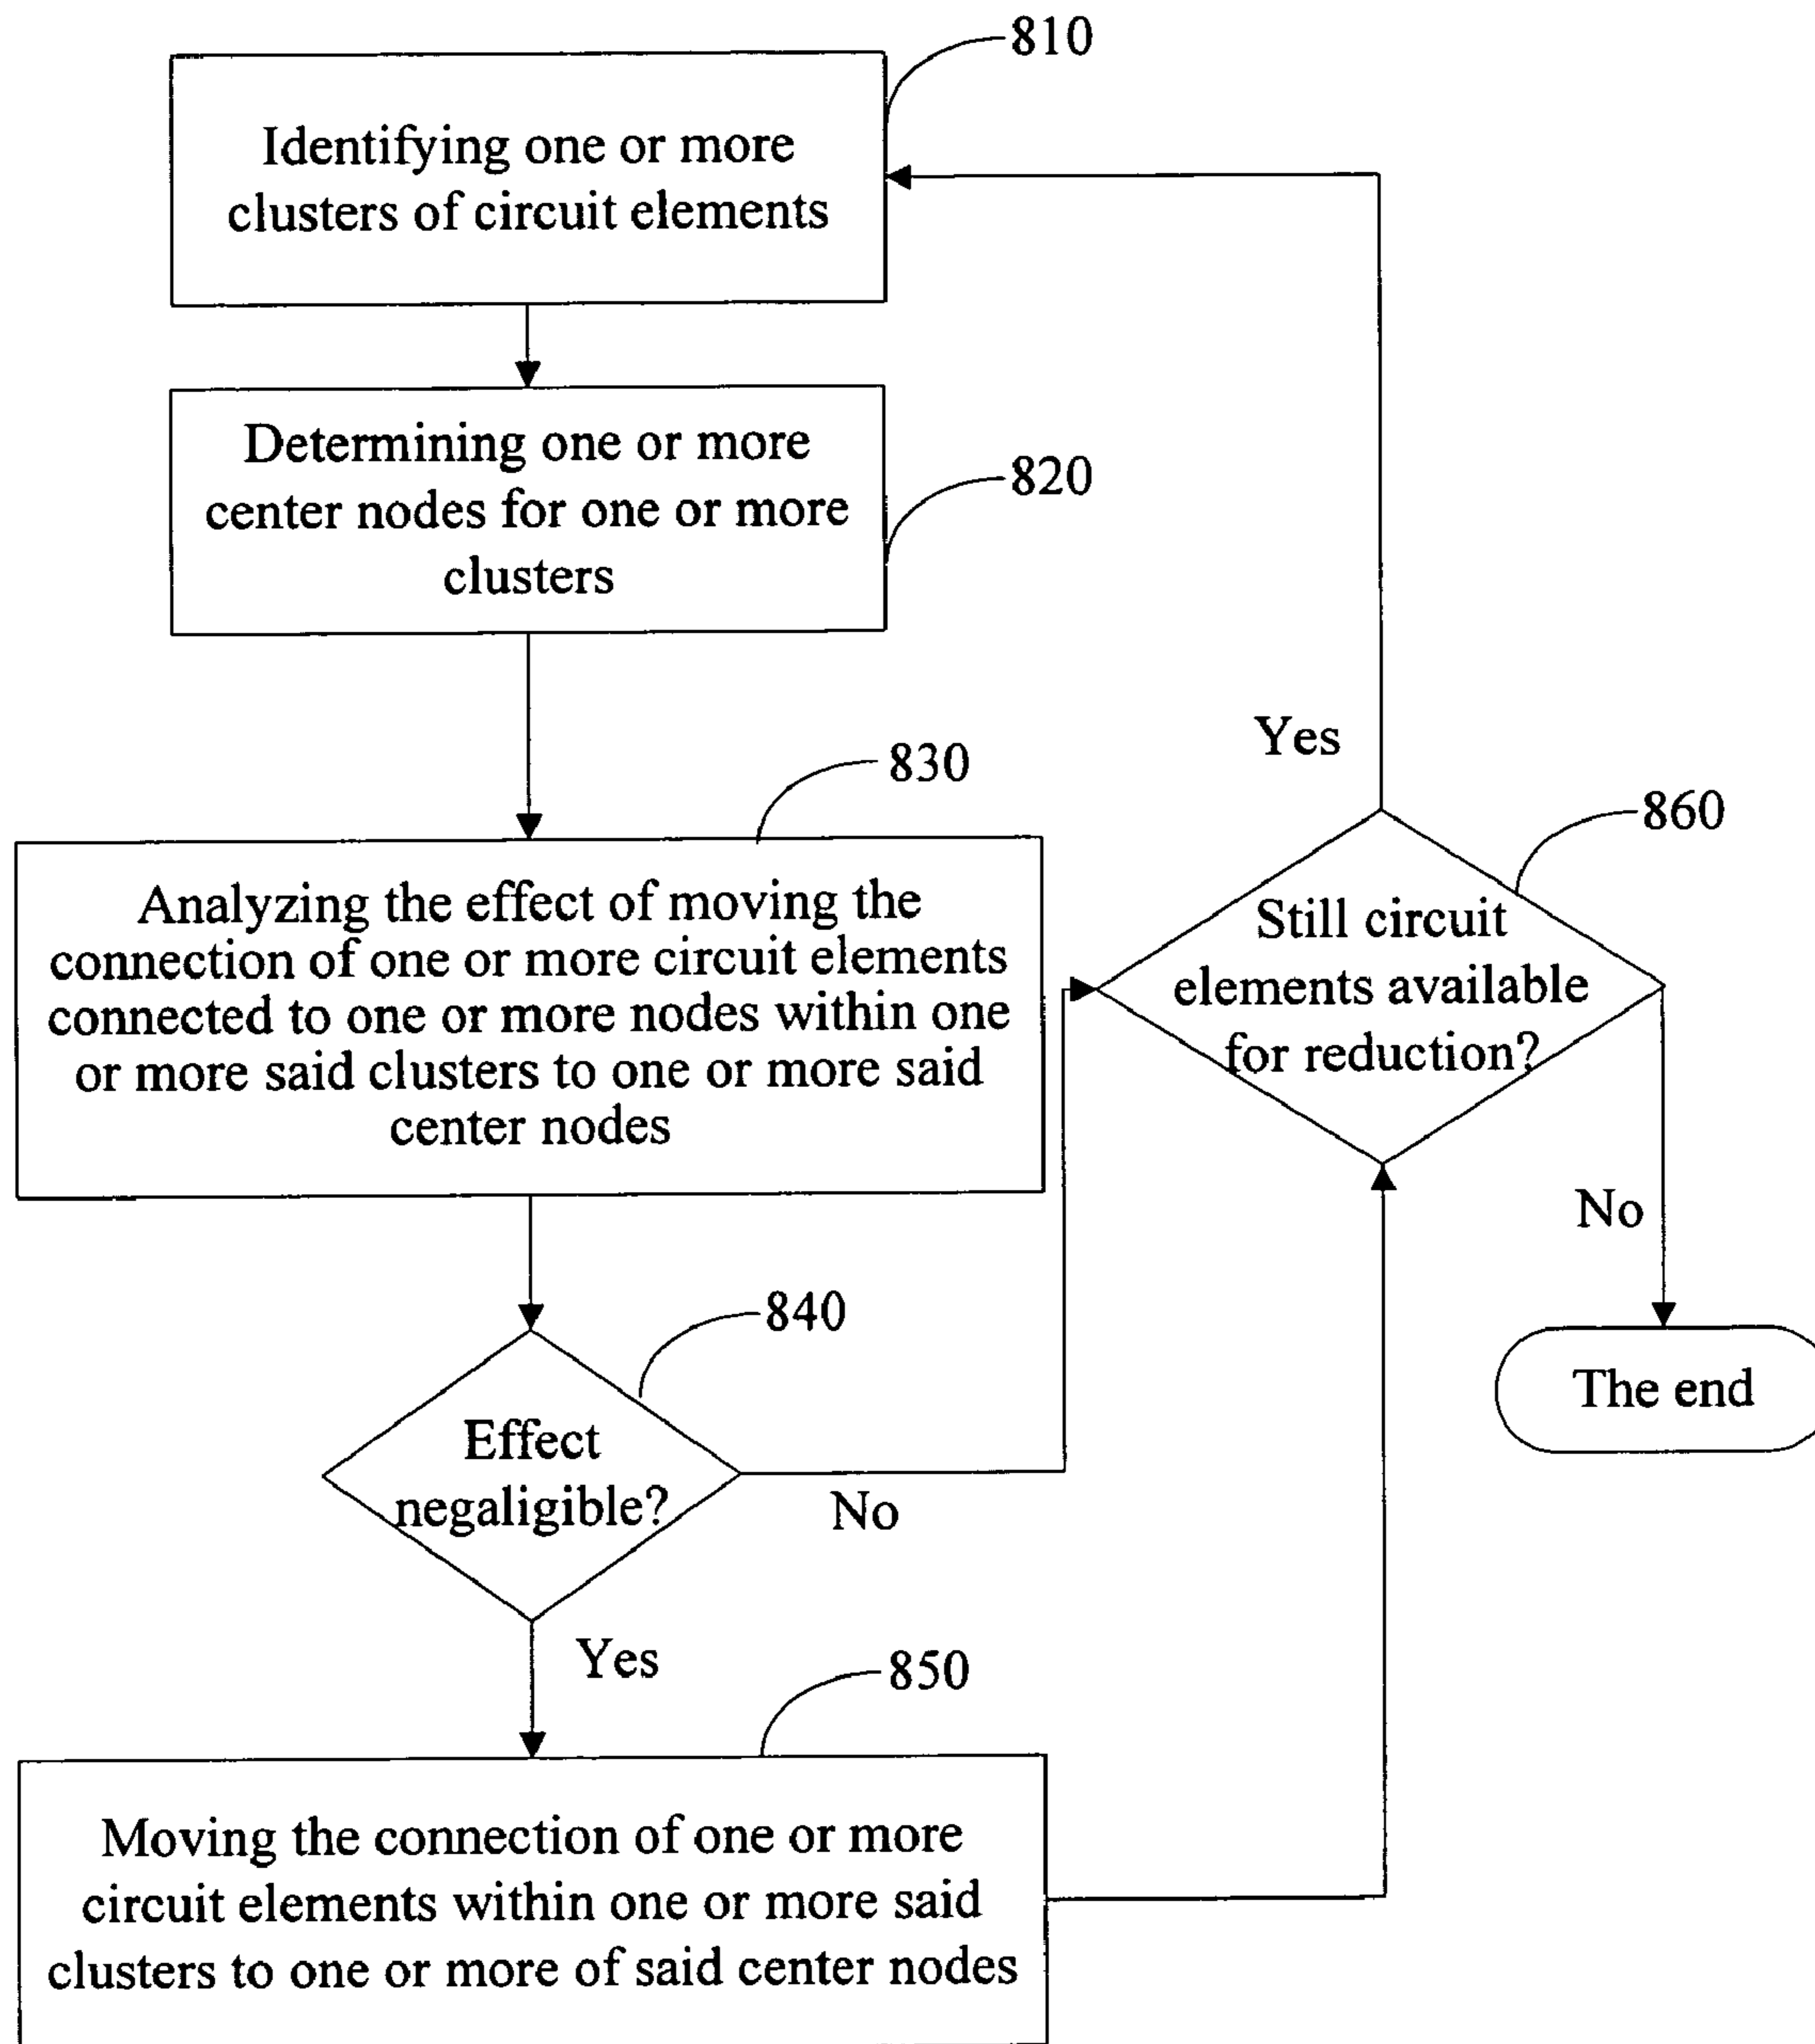 810
Identifying one or more
clusters of circuit elements
Determining one or more
center nodes for one or more
clusters
820
Yes
830
860
Analyzing the effect of moving the
connection of one or more circuit elements
connected to one or more nodes within one
or more said clusters to one or more said
center nodes
Still circuit
elements available
for reduction?
No
840
The end
Effect
negaligible?
No
Yes
850
Moving the connection of one or more
circuit elements within one or more said
clusters to one or more of said center nodes